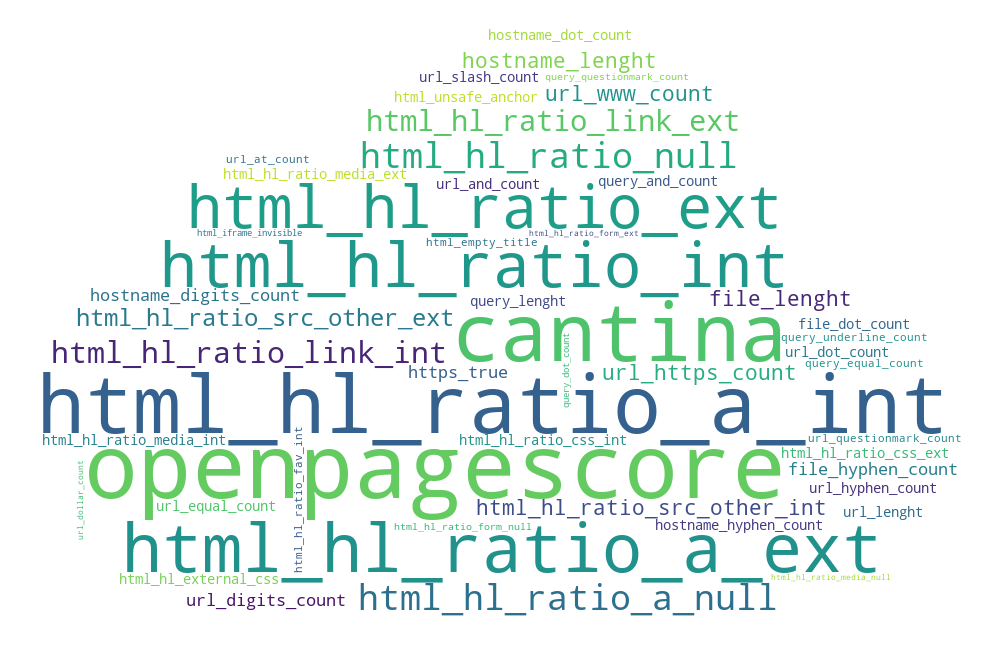 hostname_dot_count
hostname_lenght
url_slash_count query_questionmark_count
html_unsafe_anchor url_www_count
html_hl_ratio_link_ext
url_at_count html_hl_ratio_null
html_hl_ratio_media_ext url_and_count query_and_count
html_hl_ratio_ext
html_iframe_invisible html_hl_ratio_form_ext
html_empty_title
html_hl_ratio_int
hostname_digits_count query_lenght file_lenght
html_hl_ratio_src_other_ext cantina file_dot_count
query_underline_count
html_hl_ratio_link_int url_dot_count
query_dot_count
https_true url_https_count query_equal_count
html_hl_ratio_a_int
html_hl_ratio_media_int html_hl_ratio_css_int url_questionmark_count
html_hl_ratio_css_ext
openpagescore file_hyphen_count
url_dollar_count
html_hl_ratio_fav_int
url_hyphen_count
url_equal_count html_hl_ratio_src_other_int url_lenght
html_hl_ratio_form_null hostname_hyphen_count
html_hl_ratio_a_ext
html_hl_external_css html_hl_ratio_media_null
url_digits_count html_hl_ratio_a_null